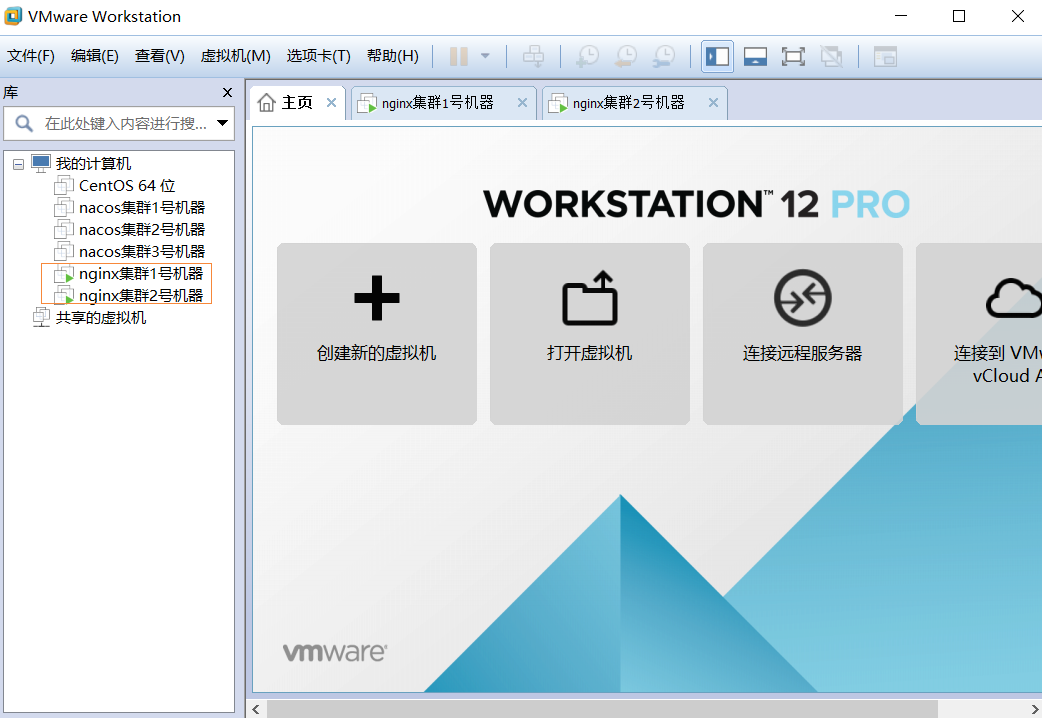 VMware Workstation
文件(F) 编辑(E) 查看(V) 虚拟机(M) 选项卡(T) 帮助(H)
库
在此处键入内容进行搜...
我的计算机
CentOS 64 位
nacos集群1号机器
nacos集群2号机器
nacos集群3号机器
nginx集群1号机器
nginx集群2号机器
共享的虚拟机
主页 nginx集群1号机器 nginx集群2号机器
WORKSTATION™ 12 PRO
创建新的虚拟机
打开虚拟机
连接远程服务器
连接到 VMw
vCloud A
vmware®